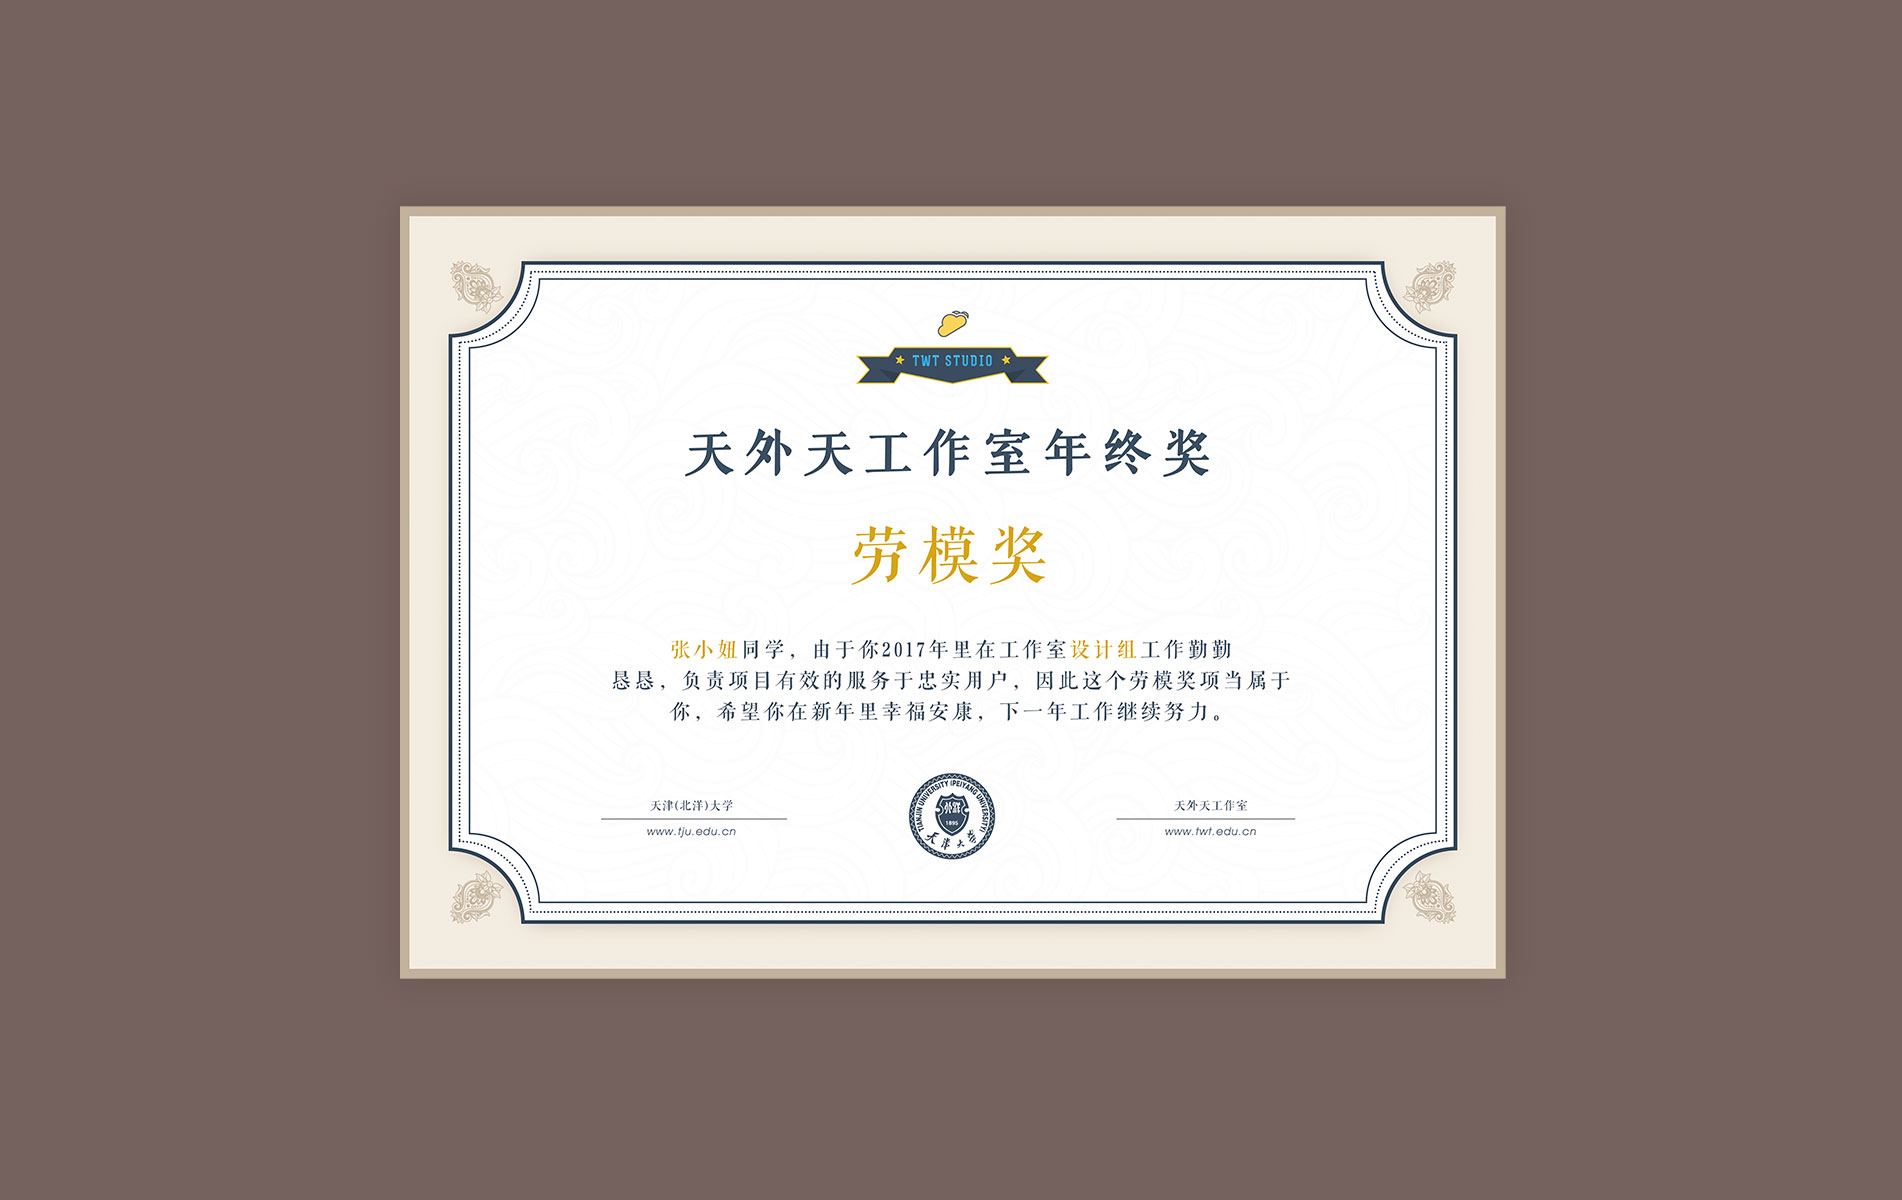 TWT STUDIO
天外天工作室年终奖
劳模奖
张小妞同学，由于你2017年里在工作室设计组工作勤勤
恳恳，负责项目有效的服务于忠实用户，因此这个劳模奖项当属于
你，希望你在新年里幸福安康，下一年工作继续努力。
天津(北洋)大学
www.tju.edu.cn
TIANJIN UNIVERSITY (PEIYANG UNIVERSITY)
1895
天津大学
天外天工作室
www.twt.edu.cn